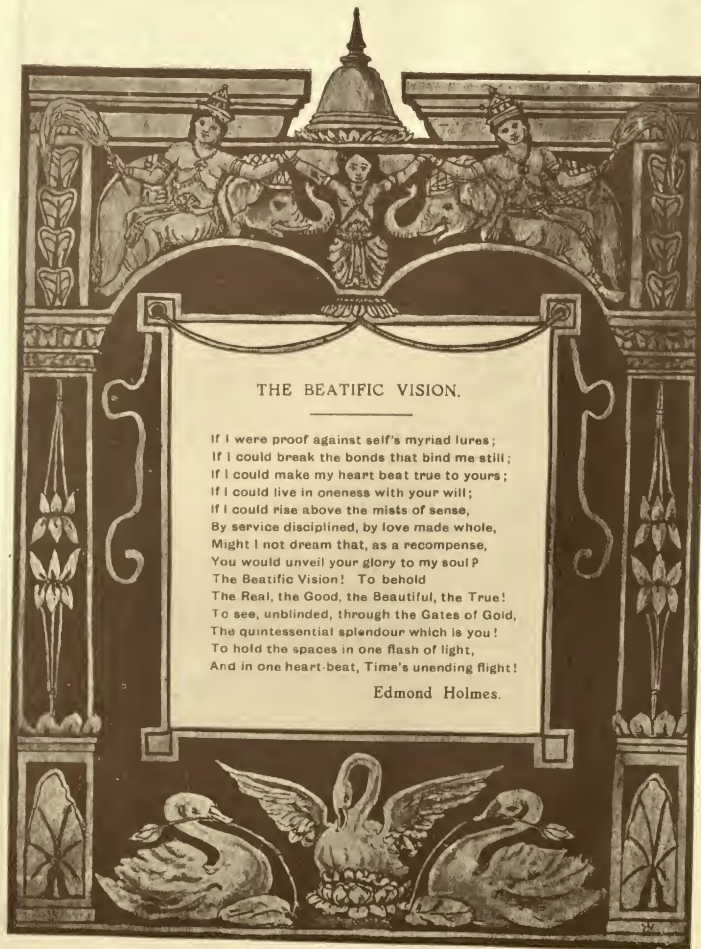 THE BEATIFIC VISION.
If I were proof against self's myriad lures;
If I could break the bonds that bind me still;
If I could make my heart beat true to yours;
If I could live in oneness with your will;
If I could rise above the mists of sense,
By service disciplined, by love made whole,
Might I not dream that, as a recompense,
You would unveil your glory to my soul?
The Beatific Vision! To behold
The Real, the Good, the Beautiful, the True!
To see, unblinded, through the Gates of Gold,
The quintessential splendour which is you!
To hold the spaces in one flash of light,
And in one heart-beat, Time's unending flight!
Edmond Holmes.